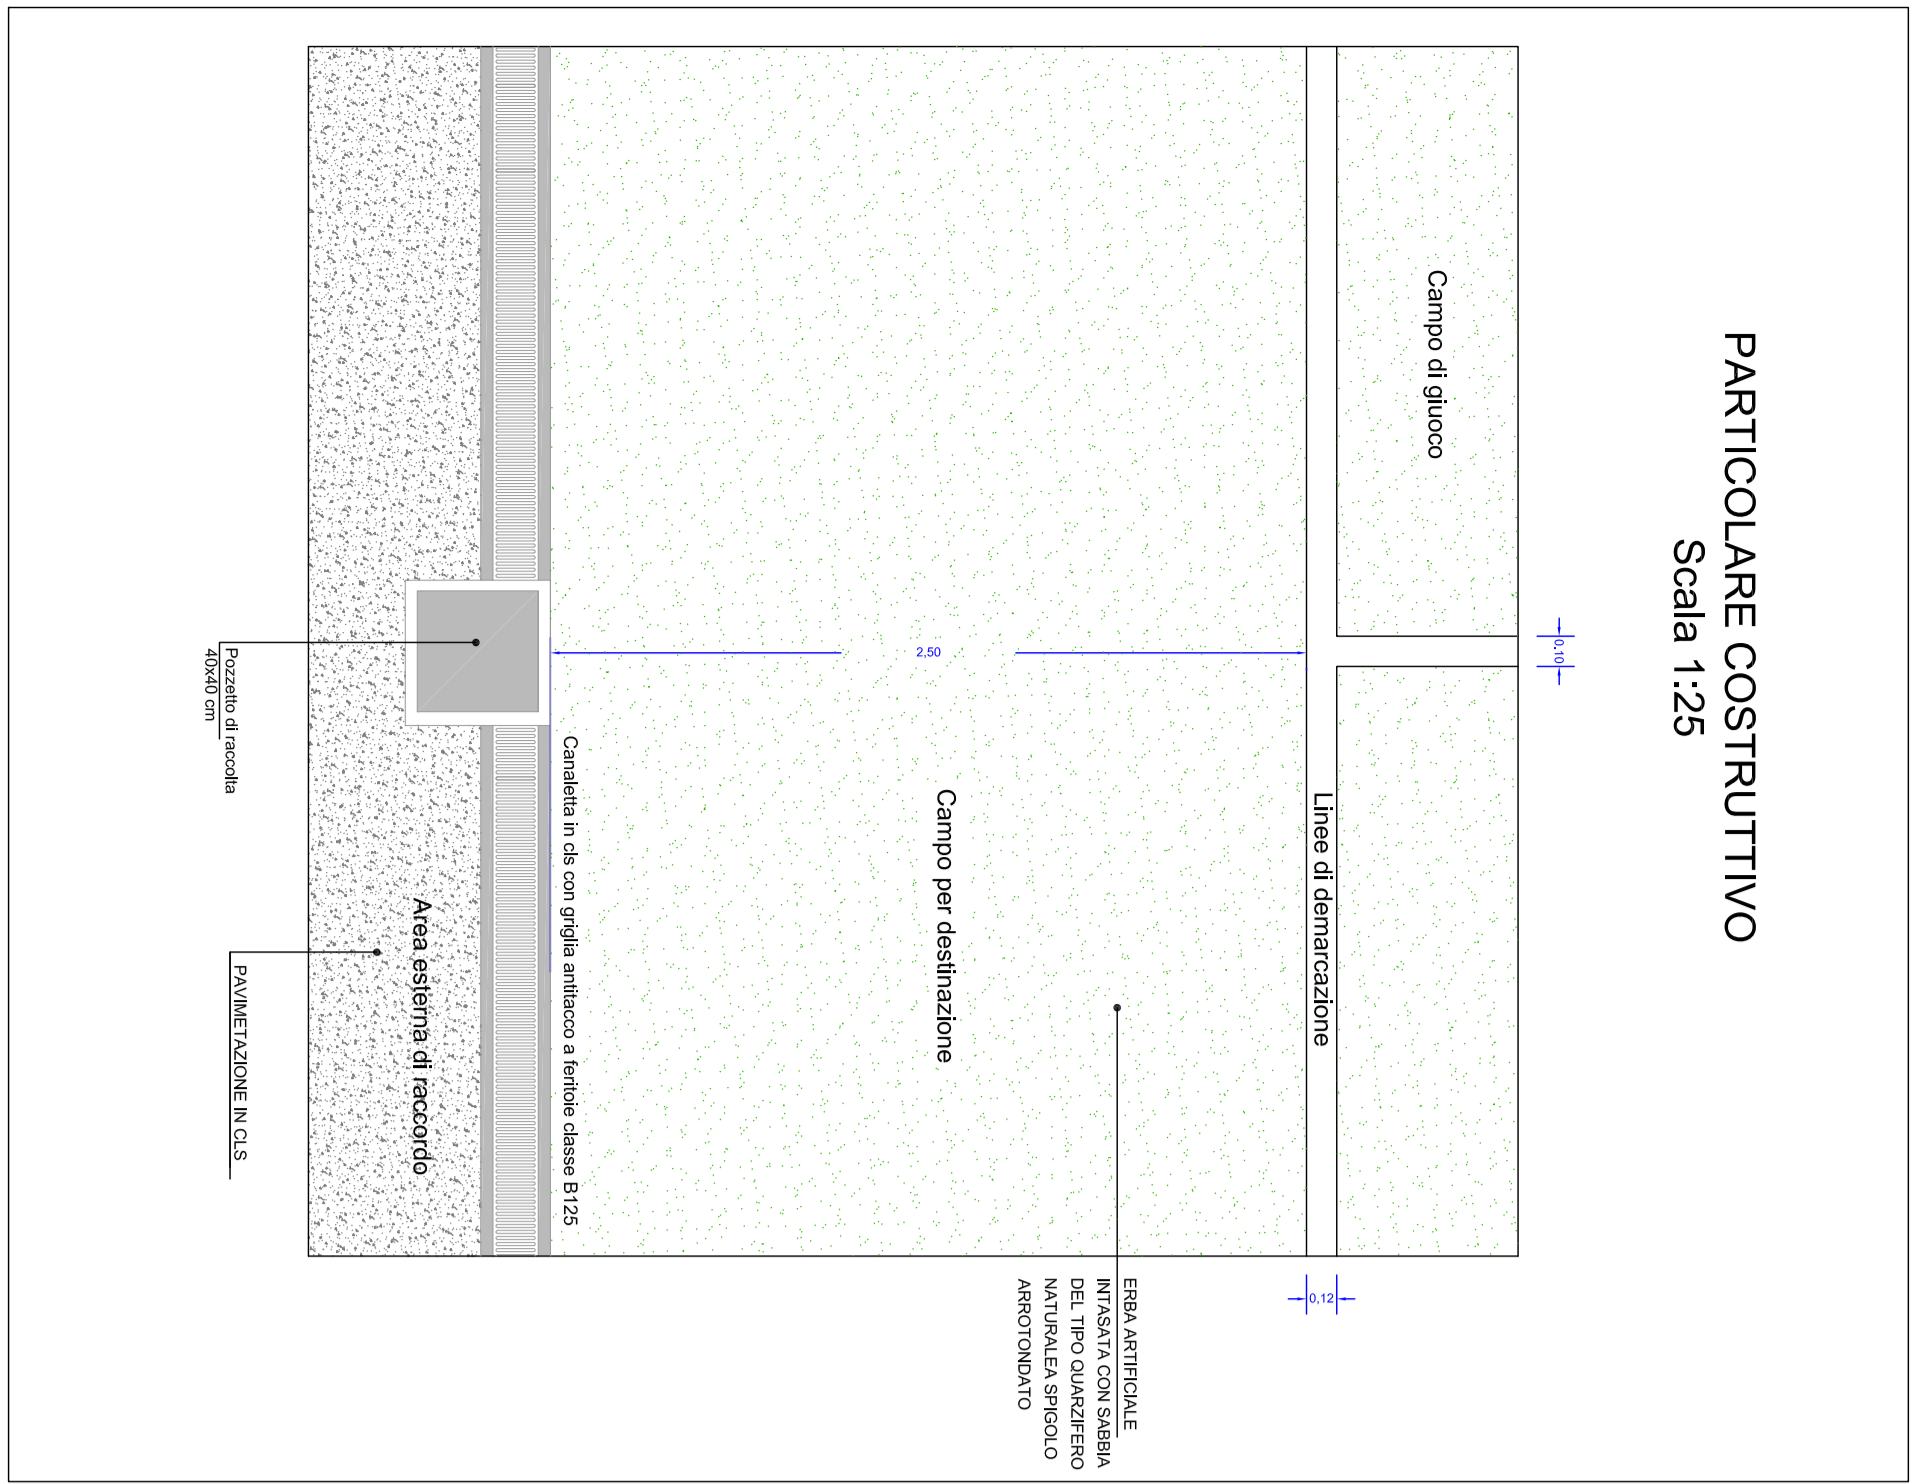 PARTICOLARE COSTRUTTIVO
Scala 1:25
0,10
Campo di giuoco
Linee di demarcazione
0,12
ERBA ARTIFICIALE
INTASATA CON SABBIA
DEL TIPO QUARZIFERO
NATURALEA SPIGOLO
ARROTONDATO
2,50
Campo per destinazione
Canaletta in cls con griglia antitacco a feritoie classe B125
Area esterna di raccordo
Pozzetto di raccolta
40x40 cm
PAVIMETAZIONE IN CLS